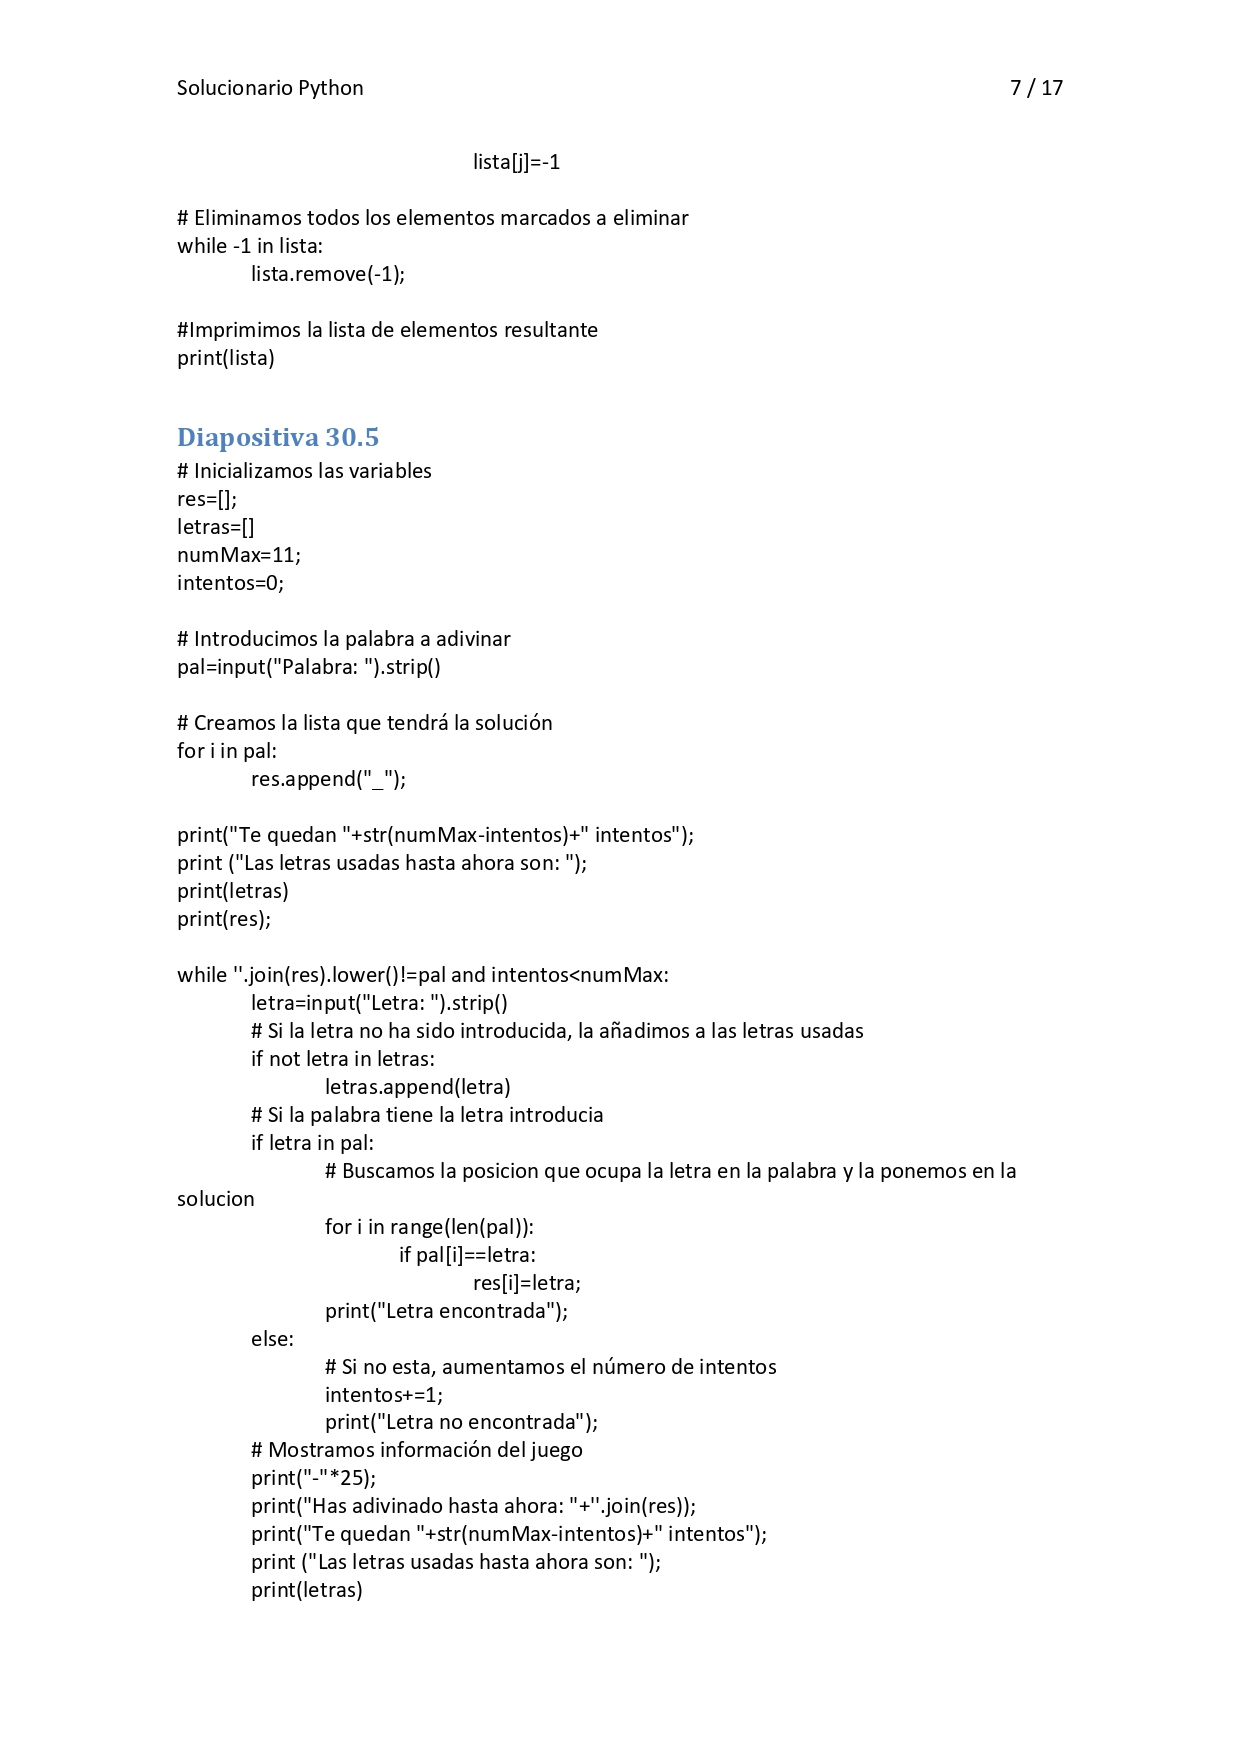 Solucionario Python 7 / 17
lista[j]=-1
# Eliminamos todos los elementos marcados a eliminar
while -1 in lista:
lista.remove(-1);
#Imprimimos la lista de elementos resultante
print(lista)
Diapositiva 30.5
# Inicializamos las variables
res=[];
letras=[]
numMax=11;
intentos=0;
# Introducimos la palabra a adivinar
pal=input("Palabra: ").strip()
# Creamos la lista que tendrá la solución
for i in pal:
res.append("_");
print("Te quedan "+str(numMax-intentos)+" intentos");
print ("Las letras usadas hasta ahora son: ");
print(letras)
print(res);
while ''.join(res).lower()!=pal and intentos<numMax:
letra=input("Letra: ").strip()
# Si la letra no ha sido introducida, la añadimos a las letras usadas
if not letra in letras:
letras.append(letra)
# Si la palabra tiene la letra introducia
if letra in pal:
# Buscamos la posicion que ocupa la letra en la palabra y la ponemos en la
solucion
for i in range(len(pal)):
if pal[i]==letra:
res[i]=letra;
print("Letra encontrada");
else:
# Si no esta, aumentamos el número de intentos
intentos+=1;
print("Letra no encontrada");
# Mostramos información del juego
print("-"*25);
print("Has adivinado hasta ahora: "+''.join(res));
print("Te quedan "+str(numMax-intentos)+" intentos");
print ("Las letras usadas hasta ahora son: ");
print(letras)